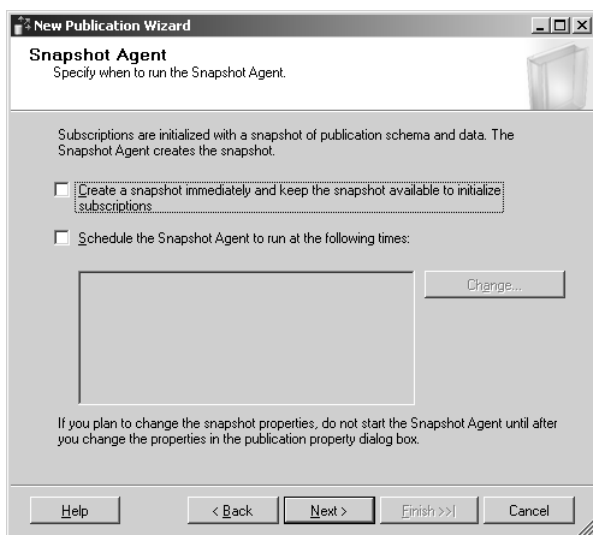 New Publication Wizard
Snapshot Agent
Specify when to run the Snapshot Agent.
Subscriptions are initialized with a snapshot of publication schema and data. The
Snapshot Agent creates the snapshot.
Create a snapshot immediately and keep the snapshot available to initialize
subscriptions
Schedule the Snapshot Agent to run at the following times:
Change...
If you plan to change the snapshot properties, do not start the Snapshot Agent until after
you change the properties in the publication property dialog box.
Help
< Back
Next >
Finish >>|
Cancel